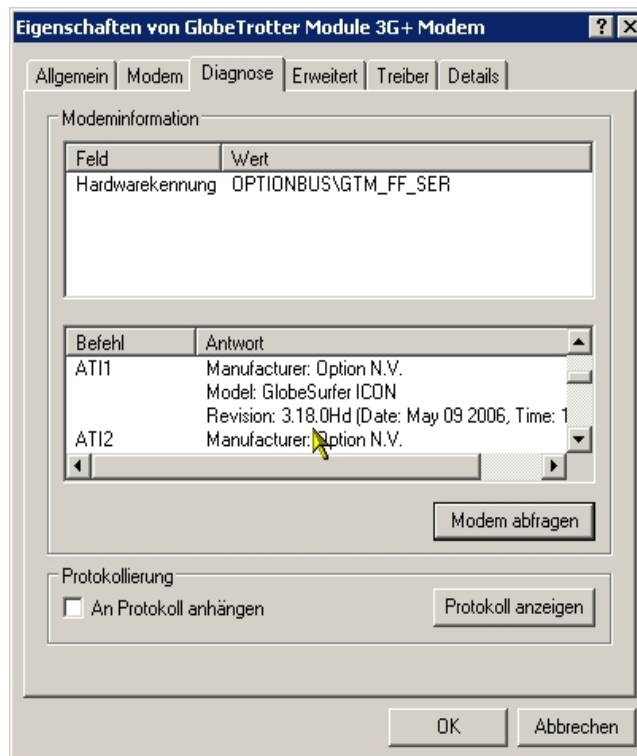 Eigenschaften von GlobeTrotter Module 3G+ Modem
Allgemein Modem Diagnose Erweitert Treiber Details
Modeminformation
Feld Wert
Hardwarekennung OPTIONBUS\GTM_FF_SER
Befehl Antwort
ATI1 Manufacturer: Option N.V.
Model: GlobeSurfer ICON
Revision: 3.18.0Hd (Date: May 09 2006, Time: 1
ATI2 Manufacturer: Option N.V.
Modem abfragen
Protokollierung
An Protokoll anhängen Protokoll anzeigen
OK Abbrechen